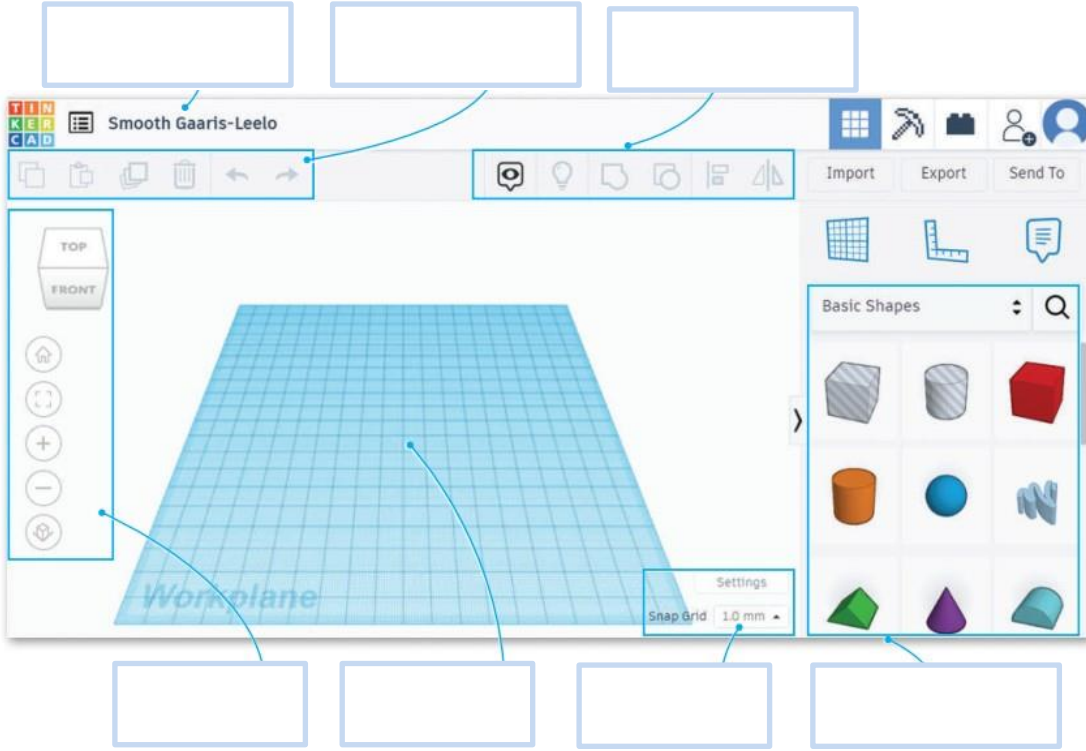 TIN
KER
CAD
Smooth Gaaris-Leelo
Import
Export
Send To
TOP
FRONT
Basic Shapes
Workplane
Settings
Snap Grid
1.0 mm